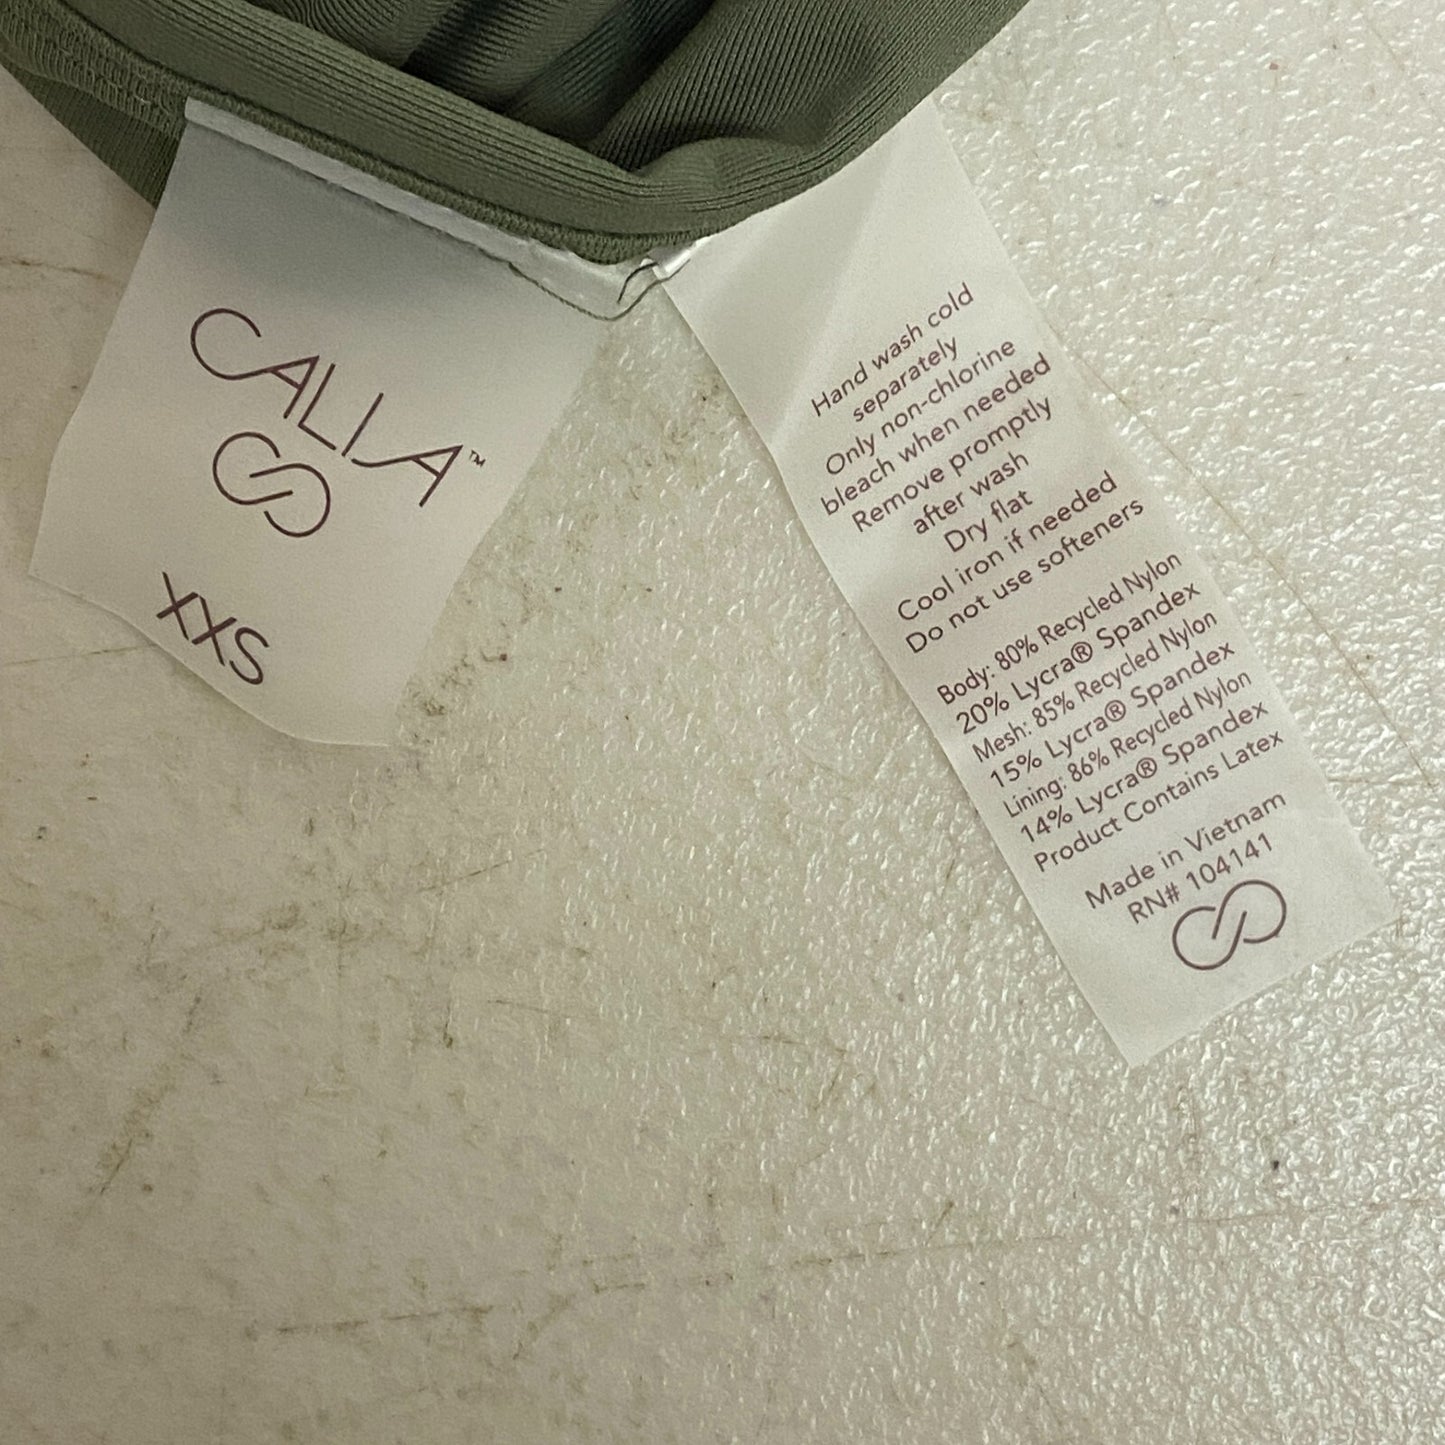 CALIA™
XXS
Hand wash cold
separately
Only non-chlorine
bleach when needed
Remove promptly
after wash
Dry flat
Cool iron if needed
Do not use softeners
Body: 80% Recycled Nylon
20% Lycra® Spandex
Mesh: 85% Recycled Nylon
15% Lycra® Spandex
Lining: 86% Recycled Nylon
14% Lycra® Spandex
Product Contains Latex
Made in Vietnam
RN# 104141